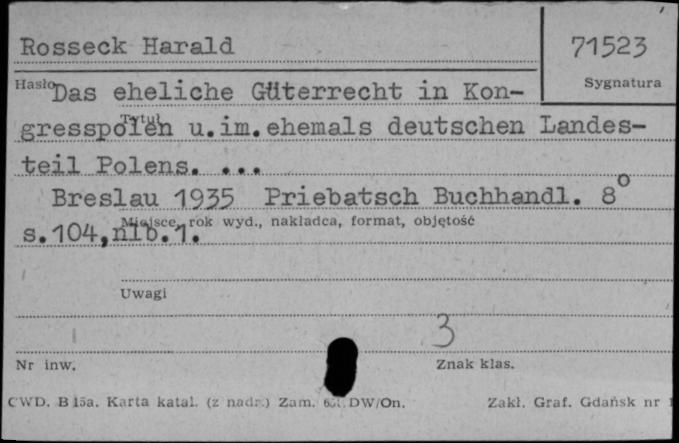 Rosseck Harald
71523
Hasło
Sygnatura
Das eheliche Güterrecht in Kon-
Tytuł
gresspolen u.im.ehemals deutschen Landes-
teil Polens. ...
Breslau 1935 Priebatsch Buchhandl. 8°
Miejsce, rok wyd., nakładca, format, objętość
s.104,nlb.1.
Uwagi
3
Nr inw.
Znak klas.
CWD. B 15a. Karta katal. (z nadr.) Zam. DW/On.
Zakł. Graf. Gdańsk nr